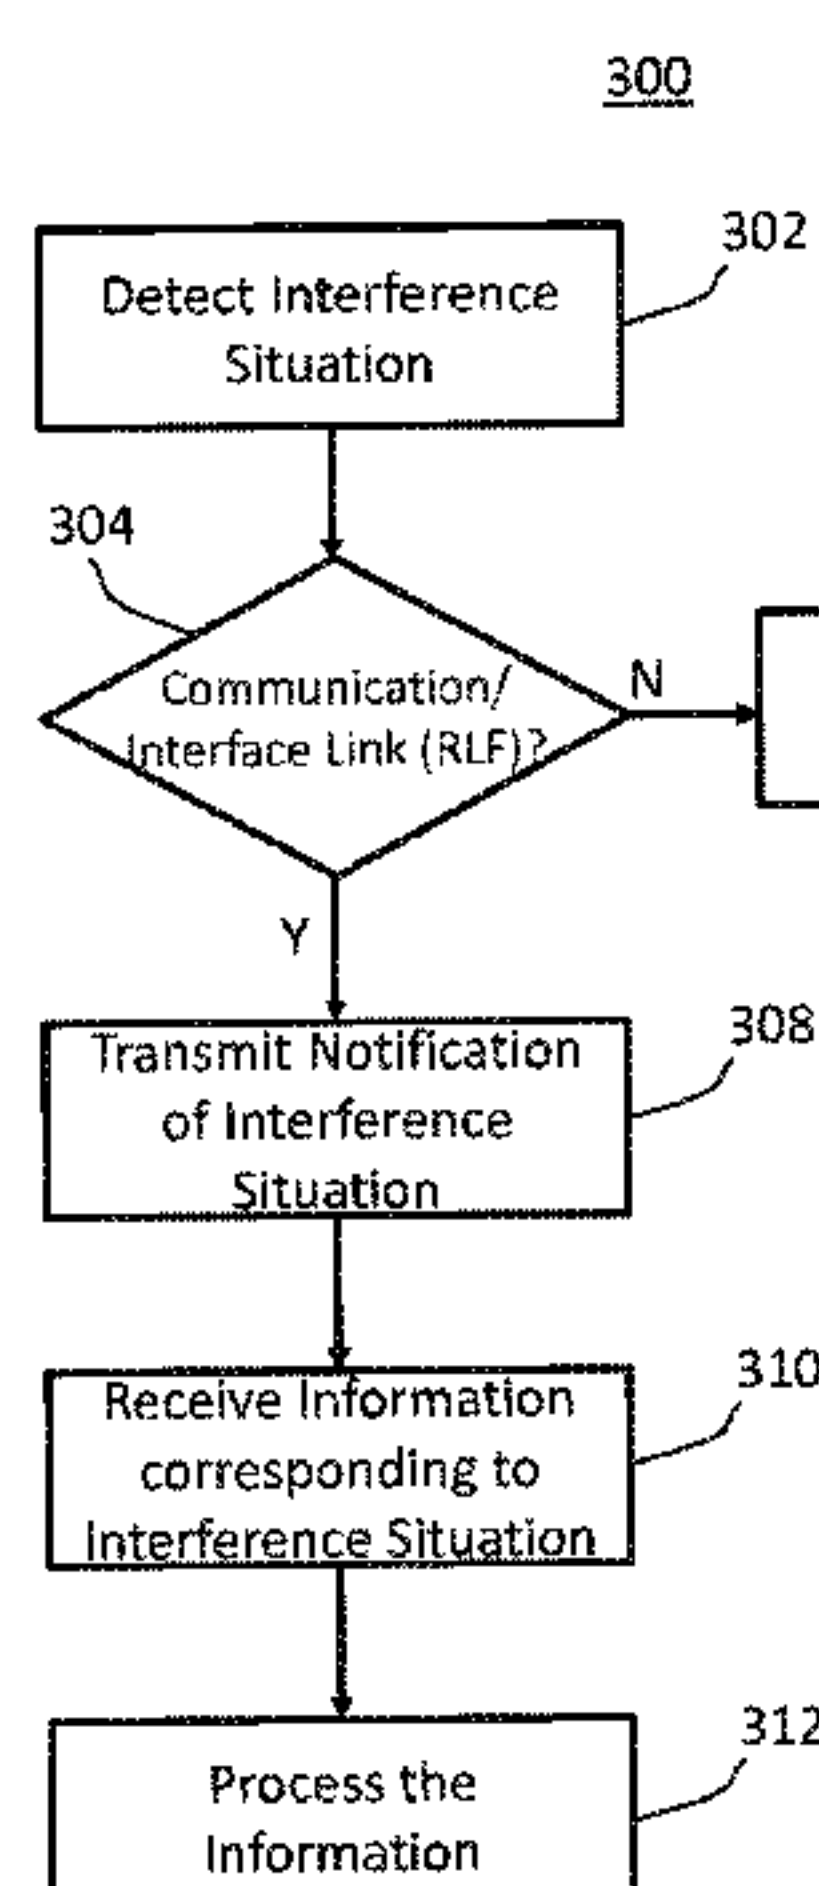 300
302
Detect Interference
Situation
304
Communication/
Interface Link (RLF)?
N
Y
308
Transmit Notification
of Interference
Situation
310
Receive Information
corresponding to
Interference Situation
312
Process the
Information